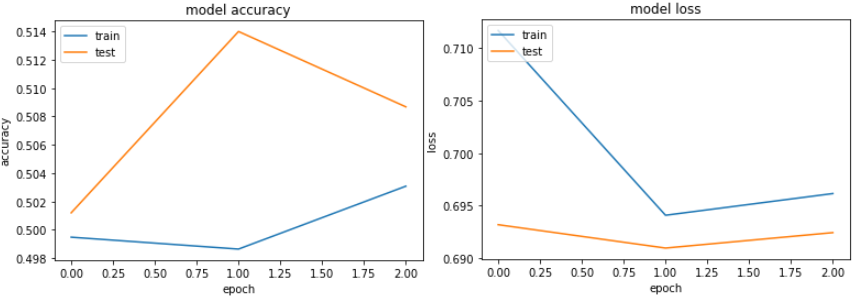 model accuracy
train
test
0.514
0.512
0.510
0.508
0.506
0.504
0.502
0.500
0.498
accuracy
0.00 0.25 0.50 0.75 1.00 1.25 1.50 1.75 2.00
epoch
model loss
train
test
0.710
0.705
0.700
0.695
0.690
loss
0.00 0.25 0.50 0.75 1.00 1.25 1.50 1.75 2.00
epoch